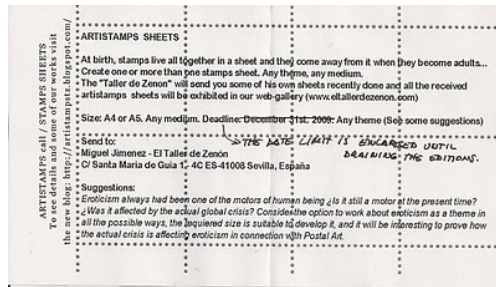 ARTISTAMPS call / STAMPS SHEETS
To see details and some of our works visit
the new blog: http://artistampstz.blogspot.com/
ARTISTAMPS SHEETS
At birth, stamps live all together in a sheet and they come away from it when they become adults...
Create one or more than one stamps sheet. Any theme, any medium.
The "Taller de Zenon" will send you some of his own sheets recently done and all the received
artistamps sheets will be exhibited in our web-gallery (www.eltallerdezenon.com)
Size: A4 or A5. Any medium. Deadline: December 31st. 2009. Any theme (See some suggestions)
THE DATE LIMIT IS ENLARGED UNTIL
DRAINING THE EDITIONS.
Send to:
Miguel Jimenez - El Taller de Zenón
C/ Santa Maria de Guia 1.- 4C ES-41008 Sevilla, España
Suggestions:
Eroticism always had been one of the motors of human being ¿Is it still a motor at the present time?
¿Was it affected by the actual global crisis? Consider the option to work about eroticism as a theme in
all the possible ways, the requiered size is suitable to develop it, and it will be interesting to prove how
the actual crisis is affecting eroticism in connection with Postal Art.